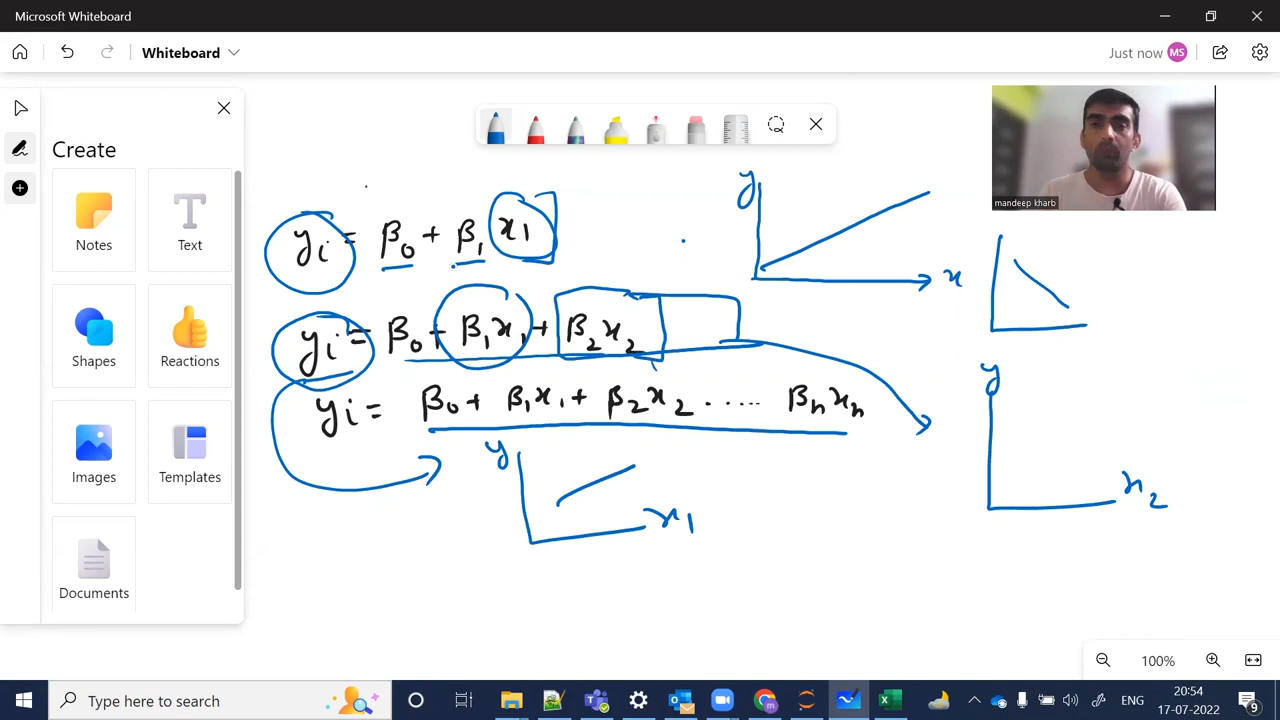 Microsoft Whiteboard
Whiteboard
Just now MS
Create
Notes
Text
Shapes
Reactions
Images
Templates
Documents
mandeep kharb
yi = β0 + β1 x1
yi = β0 + β1x1 + β2x2
yi = β0 + β1x1 + β2x2 ...... βnxn
y
x
y
x1
y
x2
100%
Type here to search
ENG
20:54
17-07-2022
9